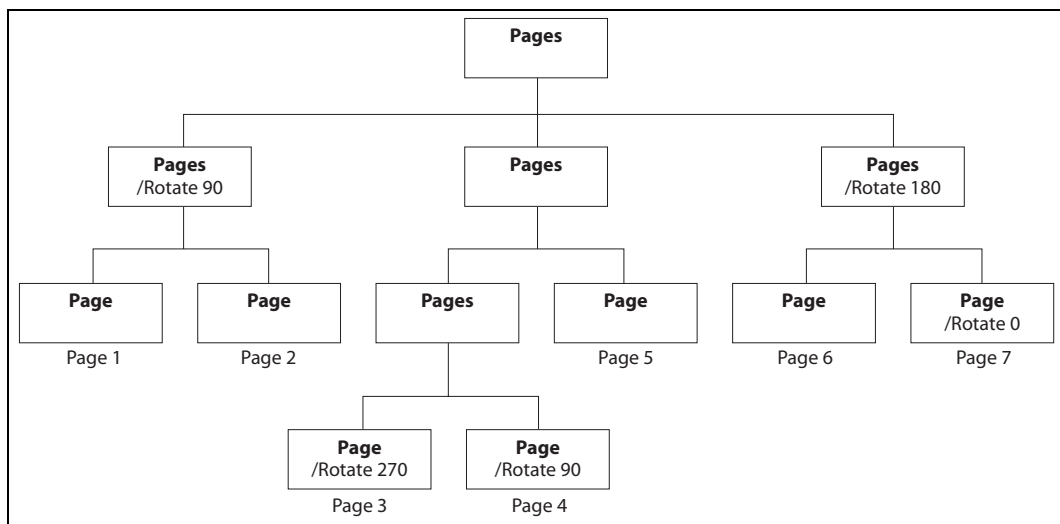 Pages
Pages
/Rotate 90
Pages
Pages
/Rotate 180
Page
Page 1
Page
Page 2
Pages
Page
Page 5
Page
Page 6
Page
/Rotate 0
Page 7
Page
/Rotate 270
Page 3
Page
/Rotate 90
Page 4